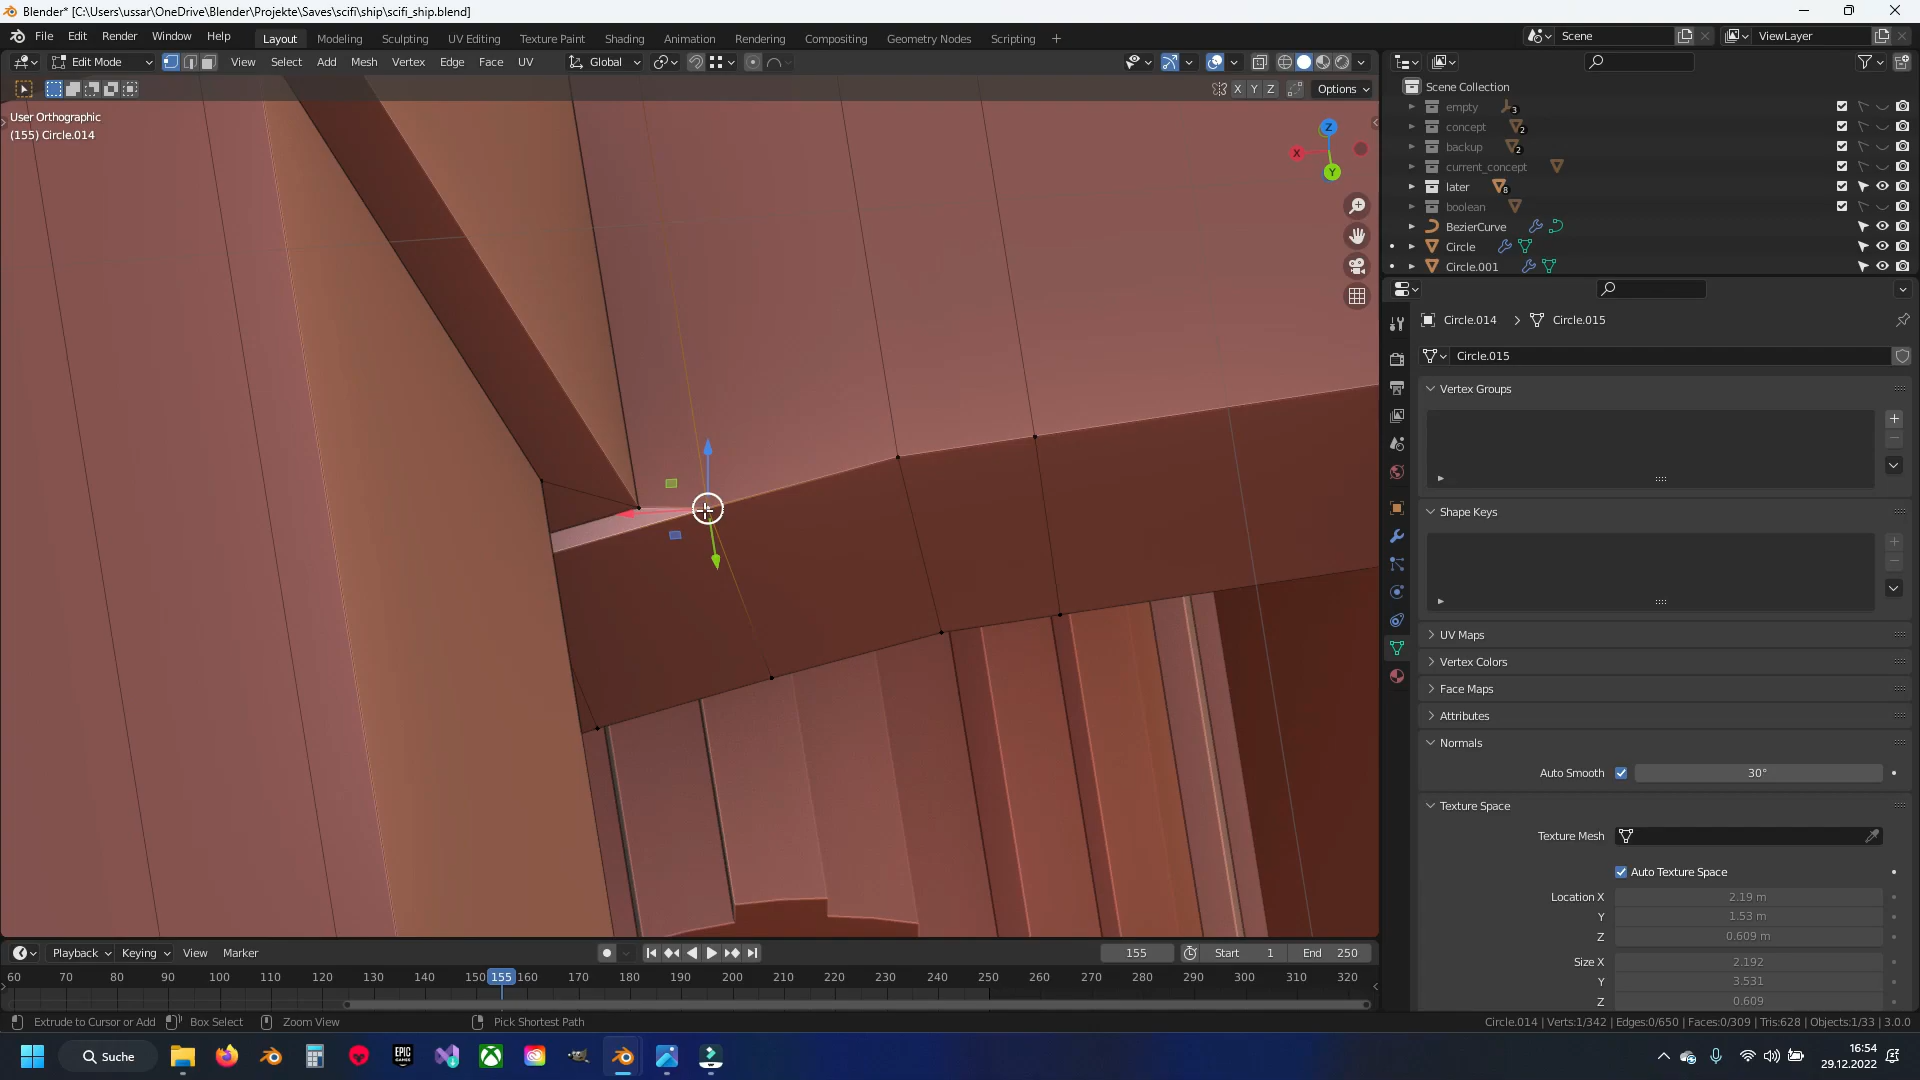 Blender* [C:\Users\ussar\OneDrive\Blender\Projekte\Saves\scifi\ship\scifi_ship.blend]
File Edit Render Window Help Layout Modeling Sculpting UV Editing Texture Paint Shading Animation Rendering Compositing Geometry Nodes Scripting + Scene ViewLayer
Edit Mode View Select Add Mesh Vertex Edge Face UV Global
X Y Z Options
User Orthographic
(155) Circle.014
Z
X
Y
Scene Collection
empty 3
concept 2
backup 2
current_concept
later 8
boolean
BezierCurve
Circle
Circle.001
Circle.014 Circle.015
Circle.015
Vertex Groups
Shape Keys
UV Maps
Vertex Colors
Face Maps
Attributes
Normals
Auto Smooth 30°
Texture Space
Texture Mesh
Auto Texture Space
Location X 2.19 m
Y 1.53 m
Z 0.609 m
Size X 2.192
Y 3.531
Z 0.609
Playback Keying View Marker 155 Start 1 End 250
60 70 80 90 100 110 120 130 140 150 155 160 170 180 190 200 210 220 230 240 250 260 270 280 290 300 310 320
Extrude to Cursor or Add Box Select Zoom View Pick Shortest Path Circle.014 | Verts:1/342 | Edges:0/650 | Faces:0/309 | Tris:628 | Objects:1/33 | 3.0.0
Suche EPIC GAMES 16:54
29.12.2022